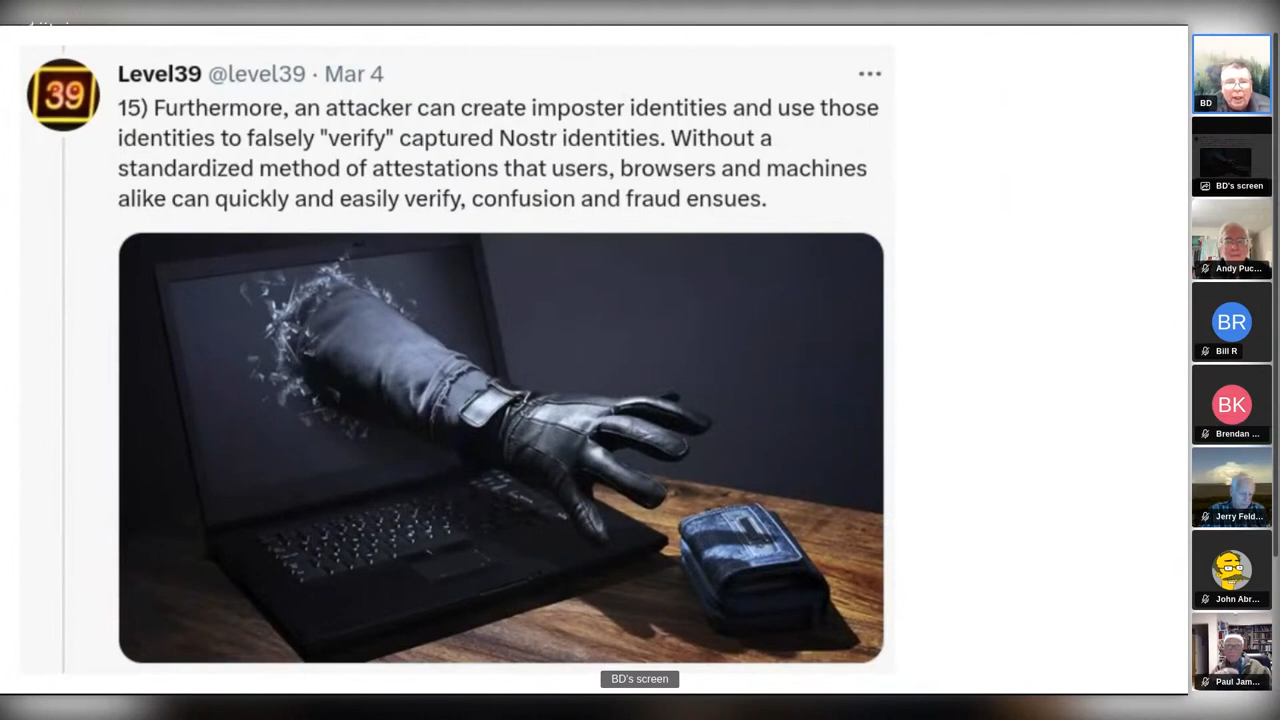 Level39 @level39 · Mar 4
39
15) Furthermore, an attacker can create imposter identities and use those
identities to falsely "verify" captured Nostr identities. Without a
standardized method of attestations that users, browsers and machines
alike can quickly and easily verify, confusion and fraud ensues.
BD's screen
BD
BD's screen
Andy Puc...
BR
Bill R
BK
Brendan ...
Jerry Feld...
John Abr...
Paul Jam...